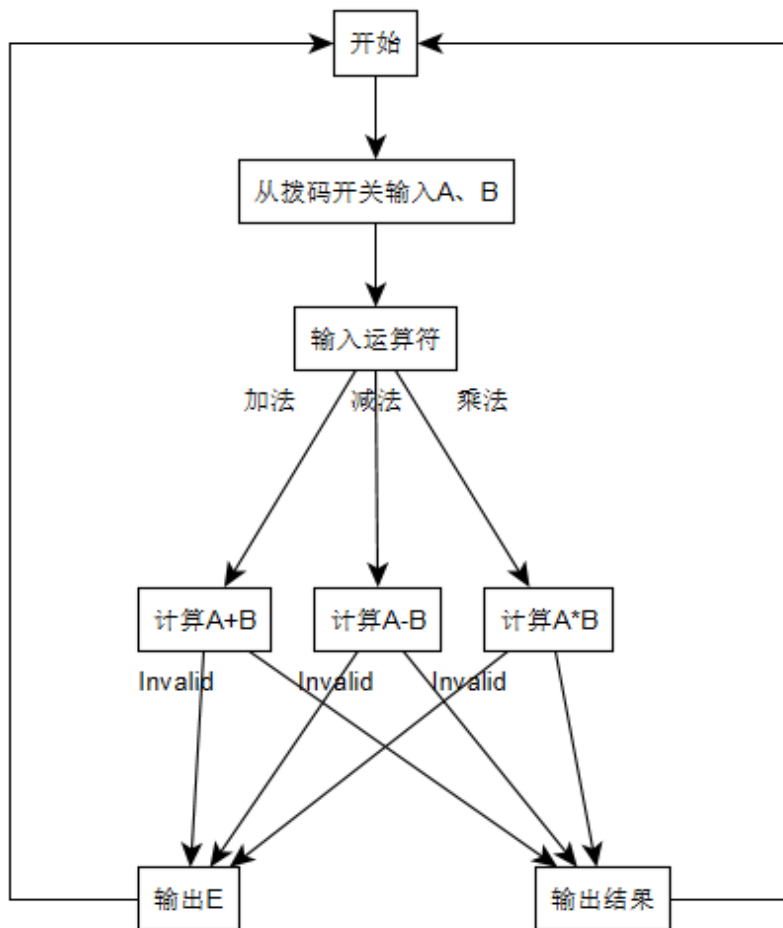 开始
从拨码开关输入A、B
输入运算符
加法 减法 乘法
计算A+B 计算A-B 计算A*B
Invalid Invalid Invalid
输出E 输出结果